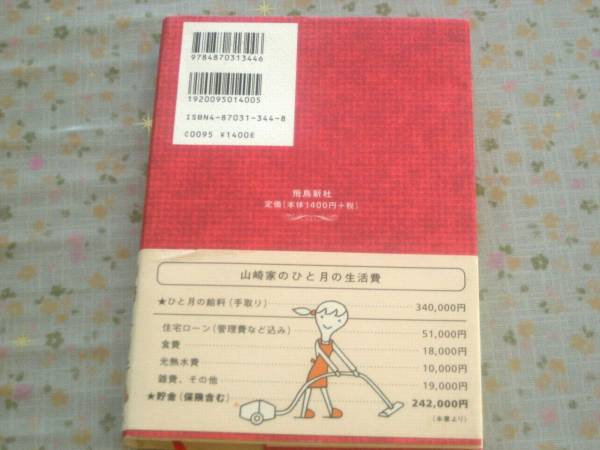 9784870313446
1920095014005
ISBN4-87031-344-8
C0095 ¥1400E
飛鳥新社
定価(本体1400円+税)
山崎家のひと月の生活費
★ひと月の給料(手取り) 340,000円
住宅ローン(管理費など込み) 51,000円
食費 18,000円
光熱水費 10,000円
雑費、その他 19,000円
★貯金(保険含む) 242,000円
(本書より)